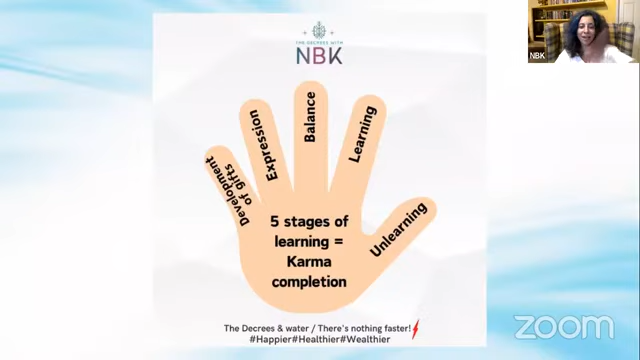 THE DECREES WITH
NBK
Development
of gifts
Expression
Balance
Learning
Unlearning
5 stages of
learning =
Karma
completion
The Decrees & water / There's nothing faster!
#Happier#Healthier#Wealthier
NBK
zoom